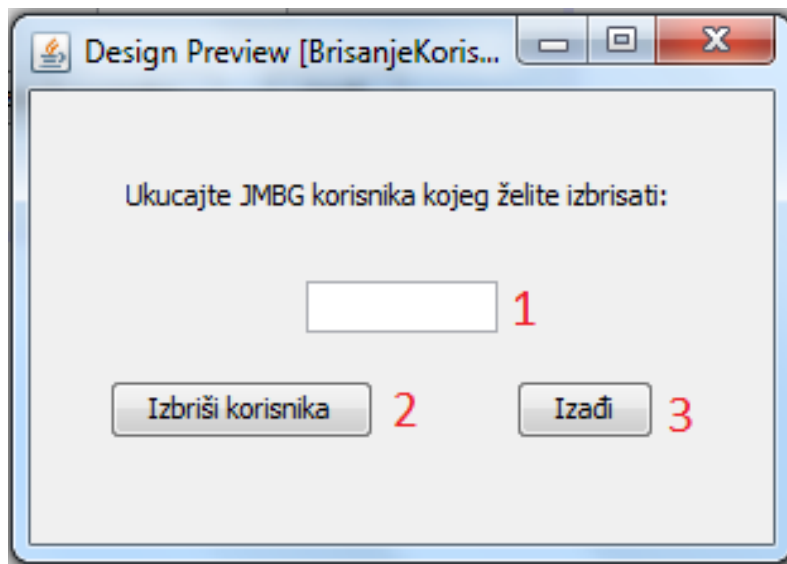 Design Preview [BrisanjeKoris...
Ukucajte JMBG korisnika kojeg želite izbrisati:
1
Izbriši korisnika 2 Izađi 3